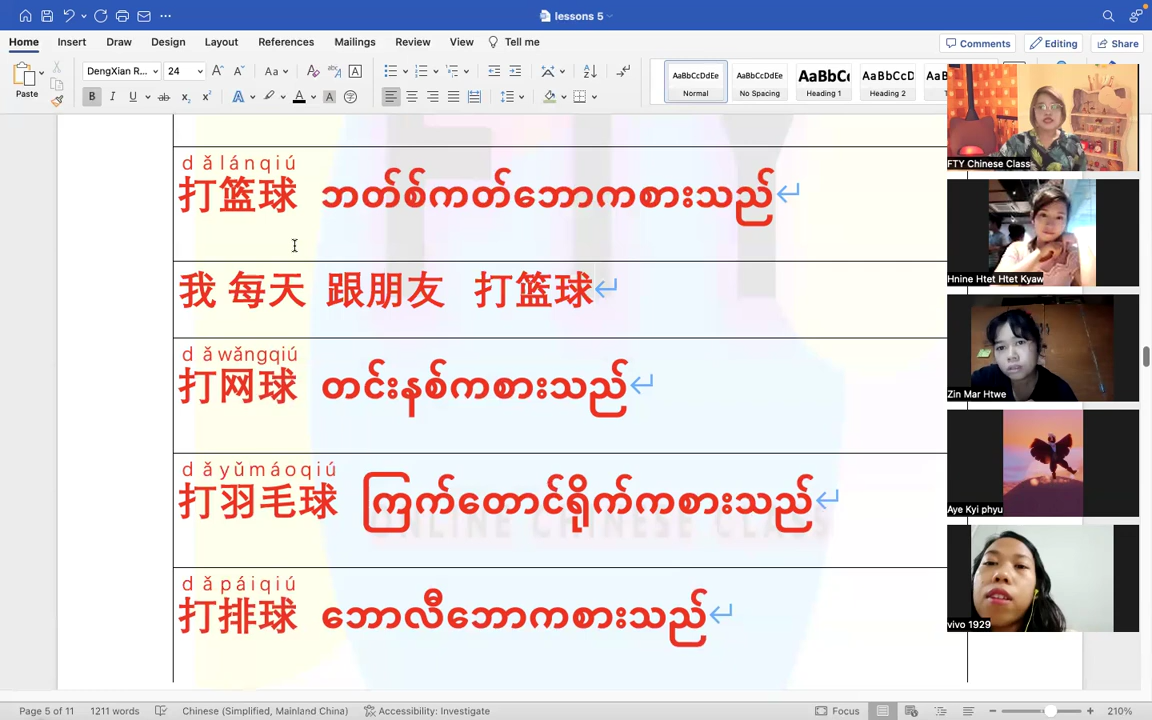 lessons 5
Home Insert Draw Design Layout References Mailings Review View Tell me
Comments Editing Share
Paste
DengXian R... 24
Normal No Spacing Heading 1 Heading 2
AaBbCcDdEe AaBbCcDdEe AaBbC AaBbCcD AaB
dǎlánqiú
打篮球 ဘတ်စ်ကတ်ဘောကစားသည်
我 每天 跟朋友 打篮球
dǎwǎngqiú
打网球 တင်းနစ်ကစားသည်
dǎyǔmáoqiú
打羽毛球 ကြက်တောင်ရိုက်ကစားသည်
ONLINE CHINESE CLASS
dǎpáiqiú
打排球 ဘောလီဘောကစားသည်
FTY Chinese Class
Hnine Htet Htet Kyaw
Zin Mar Htwe
Aye Kyi phyu
vivo 1929
Page 5 of 11 1211 words Chinese (Simplified, Mainland China) Accessibility: Investigate Focus 210%